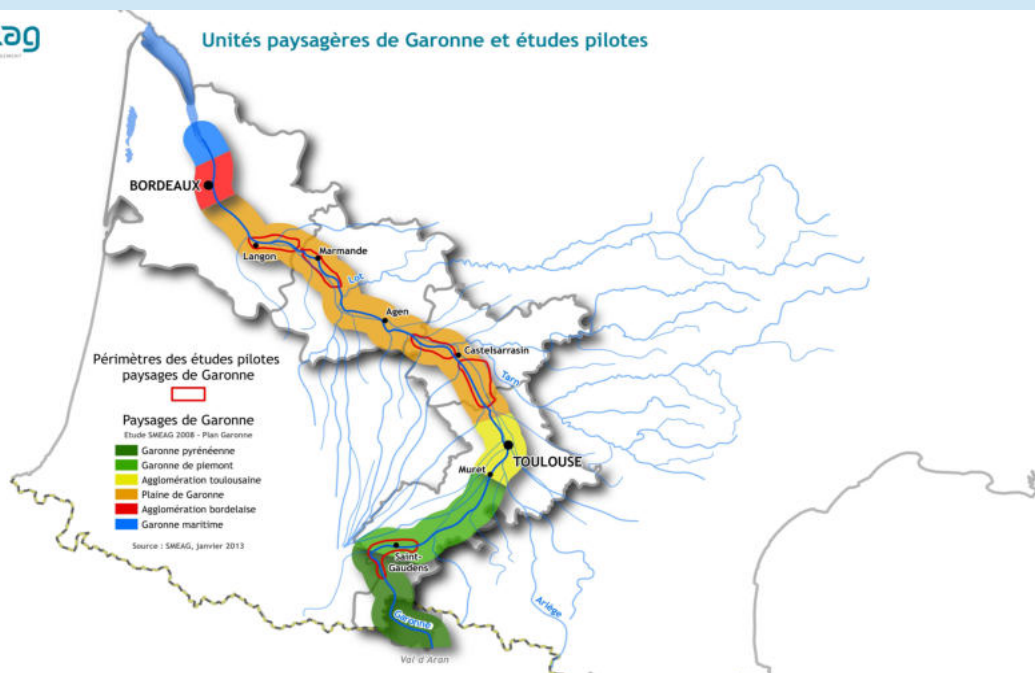 Unités paysagères de Garonne et études pilotes
BORDEAUX
Langon
Marmande
Lot
Agen
Castelsarrasin
Tarn
Périmètres des études pilotes
paysages de Garonne
Paysages de Garonne
Etude SMEAG 2008 - Plan Garonne
Garonne pyrénéenne
Garonne de piemont
Agglomération toulousaine
Plaine de Garonne
Agglomération bordelaise
Garonne maritime
Source : SMEAG, janvier 2013
TOULOUSE
Muret
Saint-
Gaudens
Garonne
Ariège
Val d'Aran